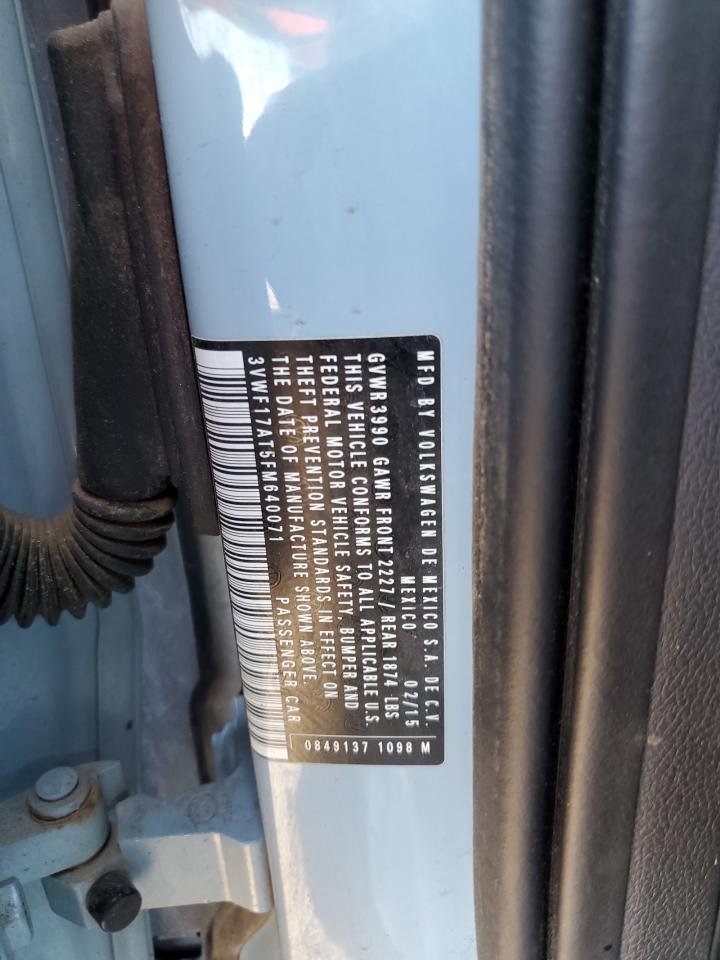 MFD BY VOLKSWAGEN DE MEXICO S.A. DE C.V.
MEXICO 02/15
GVWR3990 GAWR FRONT 2227 // REAR 1874 LBS
THIS VEHICLE CONFORMS TO ALL APPLICABLE U.S.
FEDERAL MOTOR VEHICLE SAFETY, BUMPER AND
THEFT PREVENTION STANDARDS IN EFFECT ON
THE DATE OF MANUFACTURE SHOWN ABOVE.
3VWF17AT5FM640071 PASSENGER CAR
0849137 1098 M